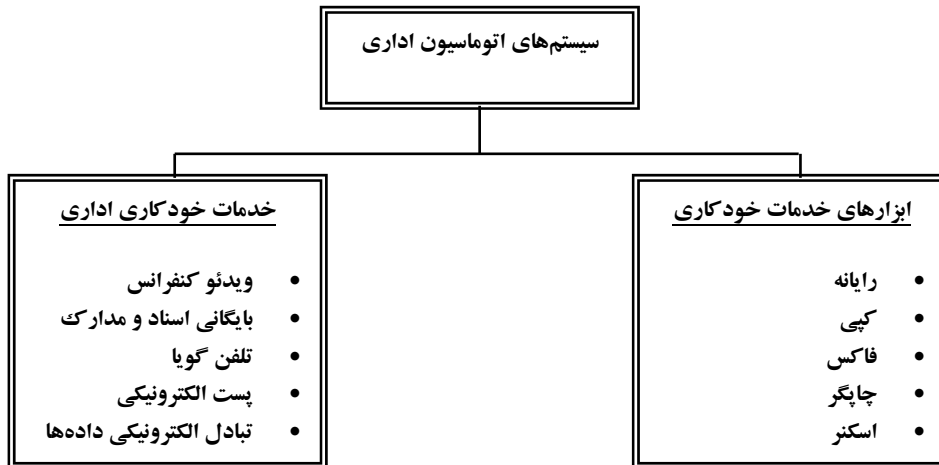 سیستم‌های اتوماسیون اداری
ابزارهای خدمات خودکاری
• رایانه
• کپی
• فاکس
• چاپگر
• اسکنر
خدمات خودکاری اداری
• ویدئو کنفرانس
• بایگانی اسناد و مدارک
• تلفن گویا
• پست الکترونیکی
• تبادل الکترونیکی داده‌ها